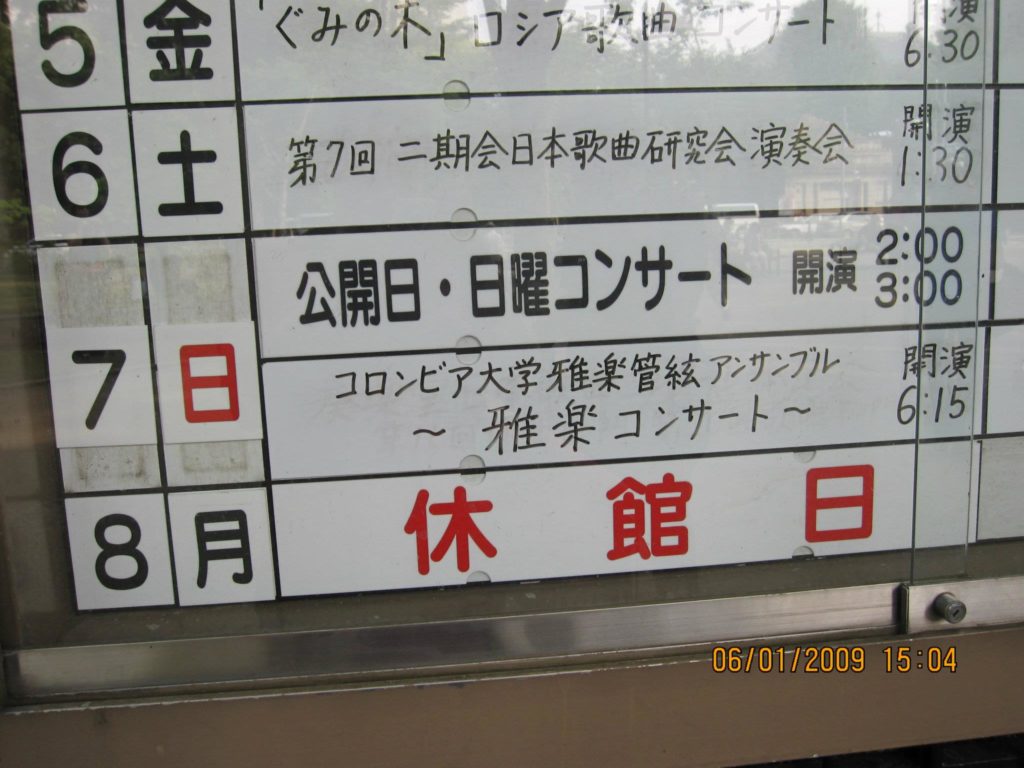 5 金 「ぐみの木」ロシア歌曲 コンサート 演 6.30
6 土 第7回 二期会日本歌曲研究会 演奏会 開演 1:30
7 日 公開日・日曜コンサート 開演 2:00 3:00
コロンビア大学雅楽管絃アンサンブル 開演 6:15
～ 雅楽 コンサート ～
8 月 休館日
06/01/2009 15:04